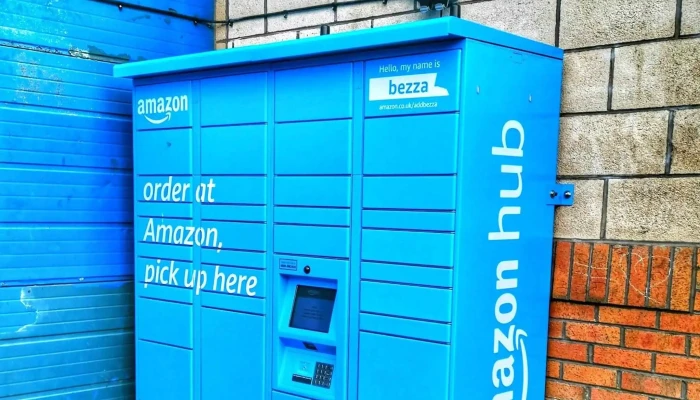 amazon
order at
Amazon,
pick up here
Hello, my name is
bezza
amazon.co.uk/addbezza
amazon hub